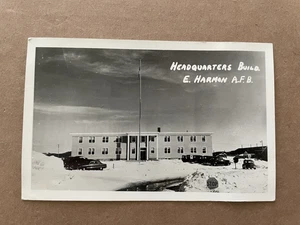 HEADQUARTERS BUILD.
E. HARMON A.F.B.